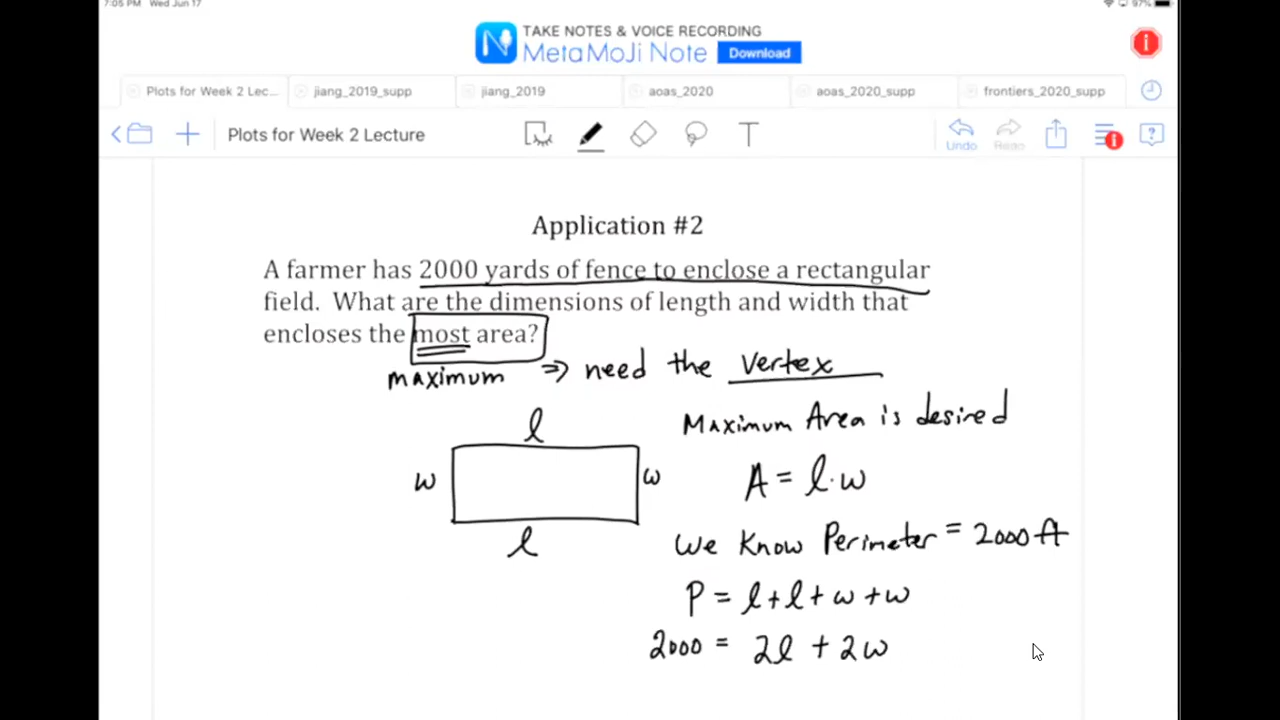 7:05 PM Wed Jun 17
97%
TAKE NOTES & VOICE RECORDING
MetaMoJi Note Download
Plots for Week 2 Lec... jiang_2019_supp jiang_2019 aoas_2020 aoas_2020_supp frontiers_2020_supp
Plots for Week 2 Lecture
T
Undo Redo
Application #2
A farmer has 2000 yards of fence to enclose a rectangular
field. What are the dimensions of length and width that
encloses the most area?
maximum ⇒ need the vertex
l
Maximum Area is desired
w w
A = l·w
l
We Know Perimeter = 2000 ft
P = l+l+w+w
2000 = 2l + 2w